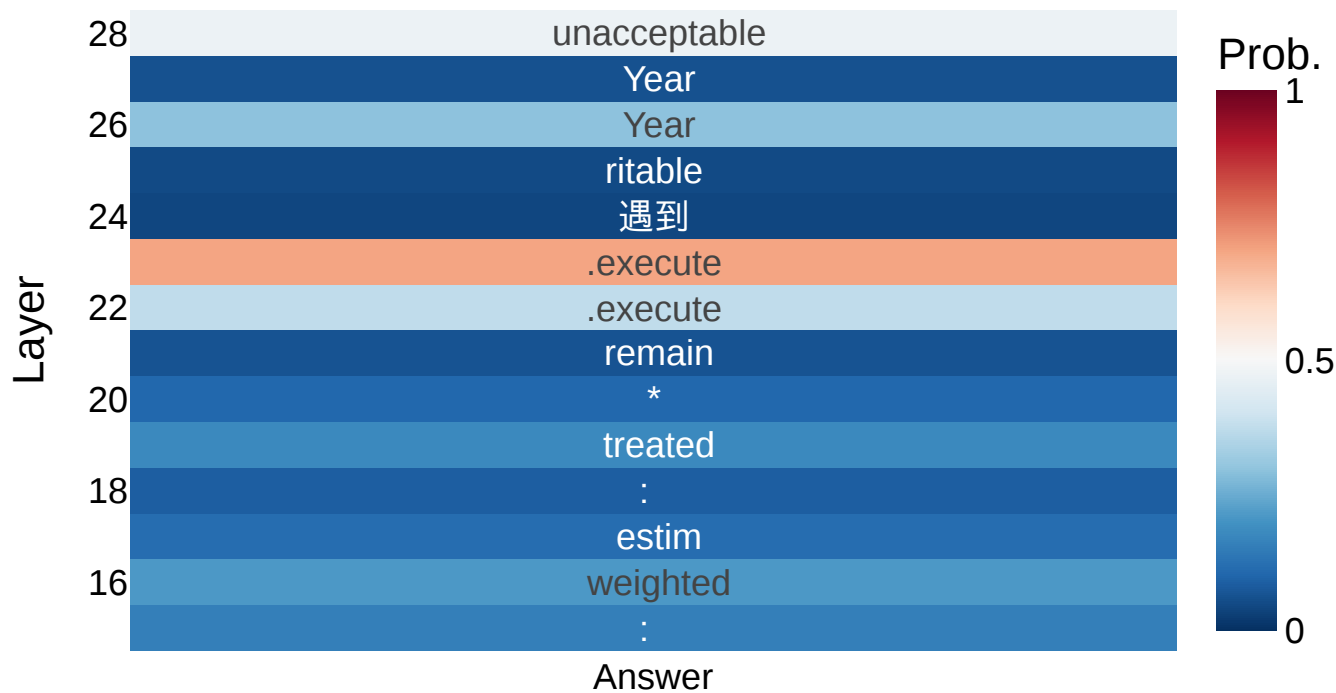 28 unacceptable
Year
26 Year
ritable
24 遇到
.execute
22 .execute
remain
20 *
treated
18 :
estim
16 weighted
:
Answer
Layer
Prob.
1
0.5
0